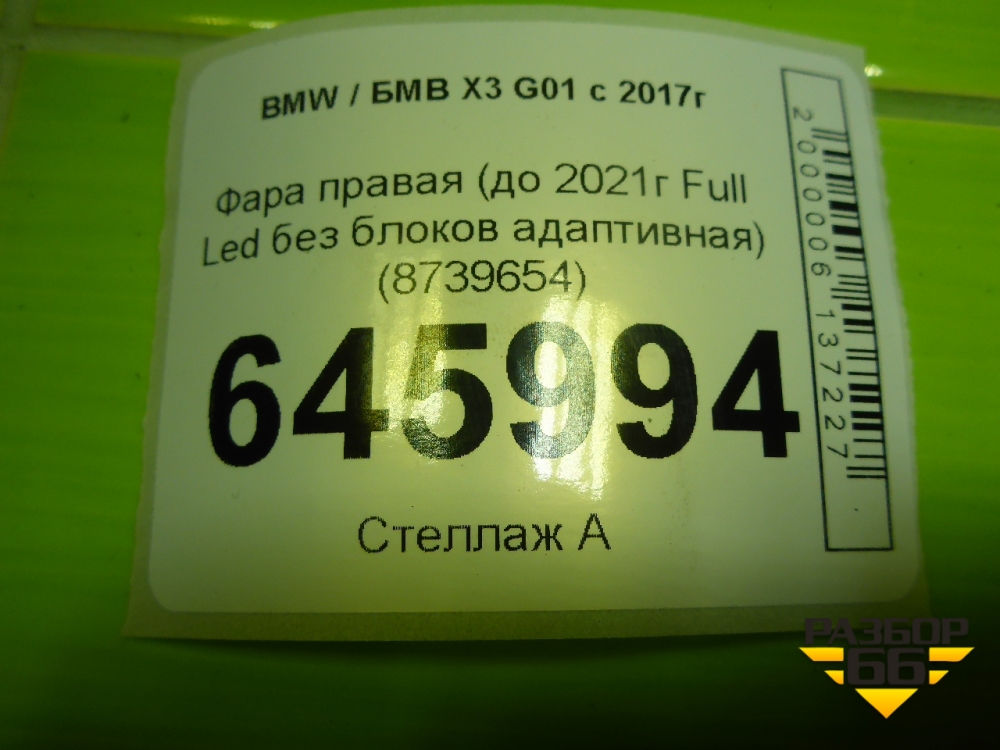 BMW / БМВ X3 G01 с 2017г
Фара правая (до 2021г Full
Led без блоков адаптивная)
(8739654)
645994
Стеллаж А
2000006137227
РАЗБОР
66